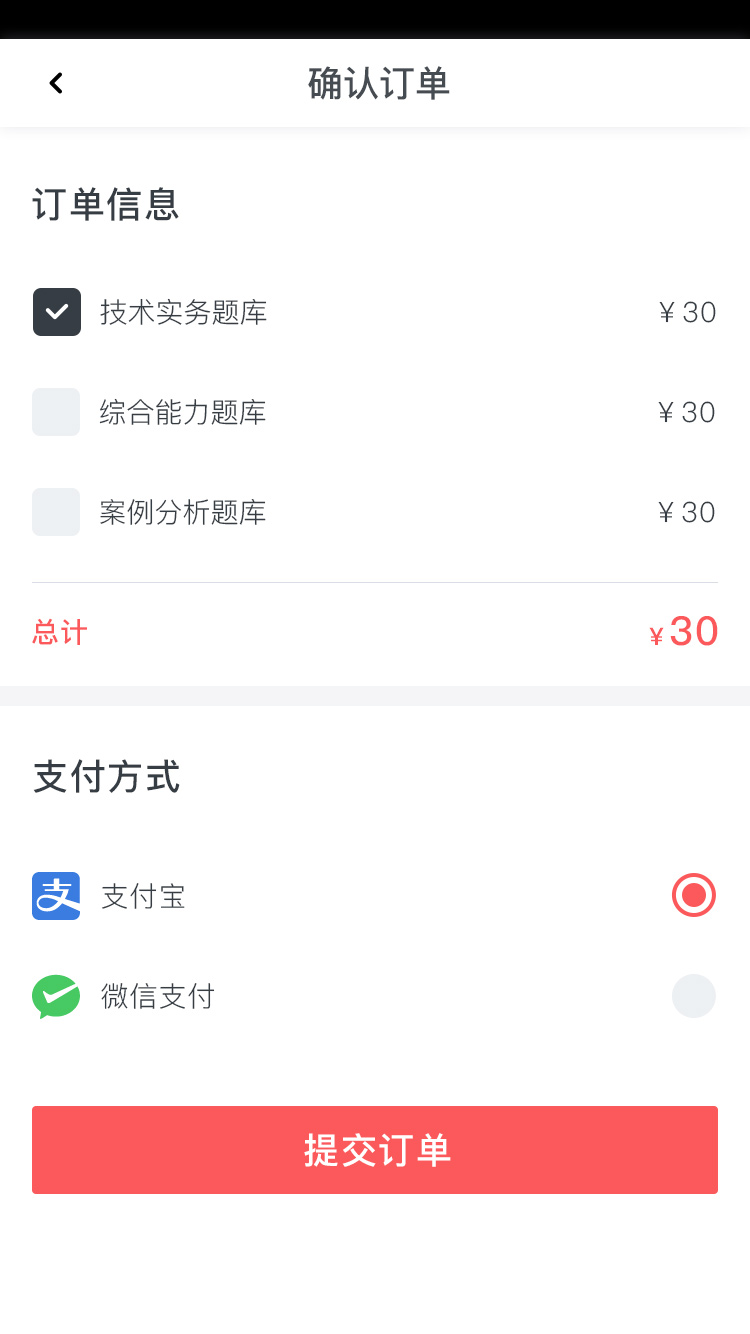 确认订单
订单信息
技术实务题库 ¥ 30
综合能力题库 ¥ 30
案例分析题库 ¥ 30
总计 ¥ 30
支付方式
支 支付宝
微信支付
提交订单